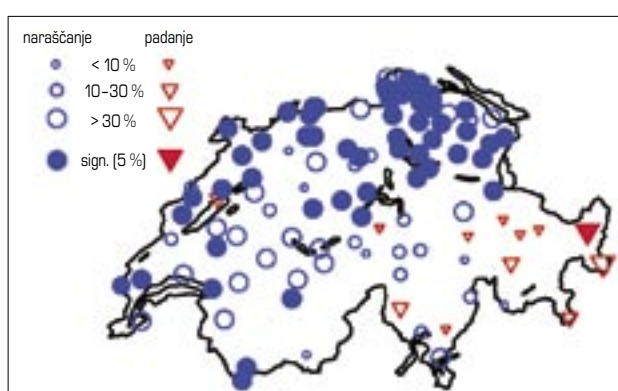 naraščanje padanje
< 10 %
10-30 %
> 30 %
sign. (5 %)